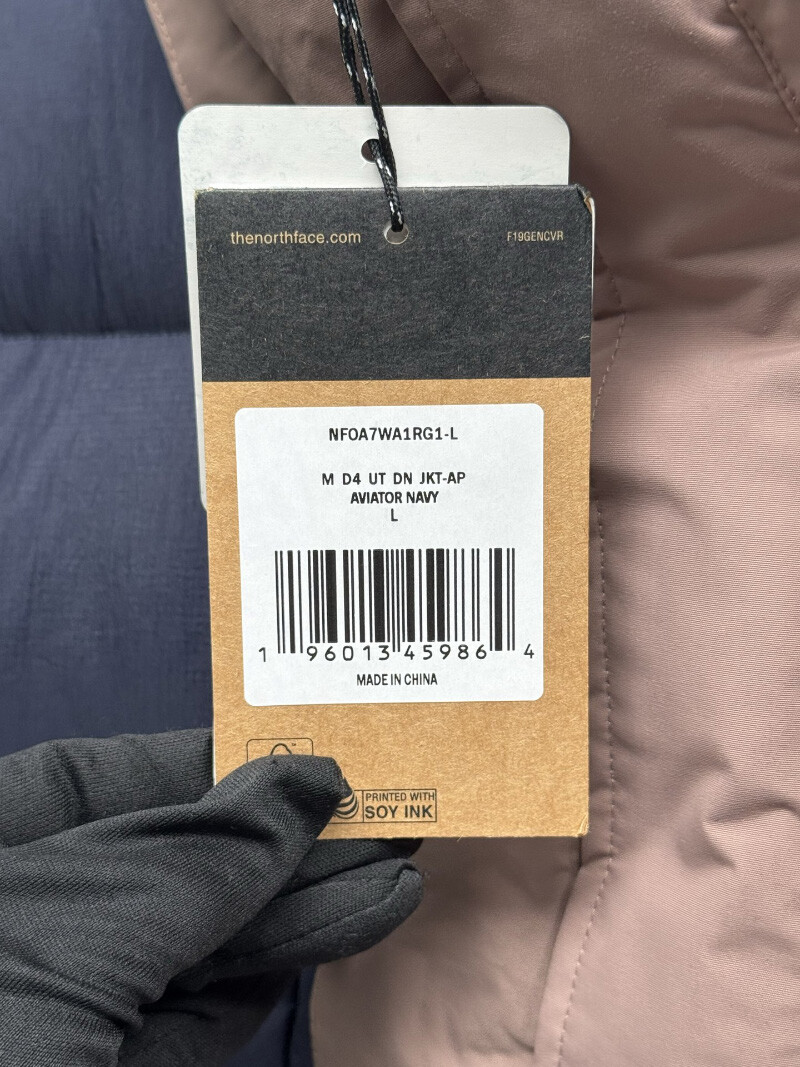 thenorthface.com
F19GENCVR
NF0A7WA1RG1-L
M D4 UT DN JKT-AP
AVIATOR NAVY
L
1 96013 45986 4
MADE IN CHINA
PRINTED WITH
SOY INK